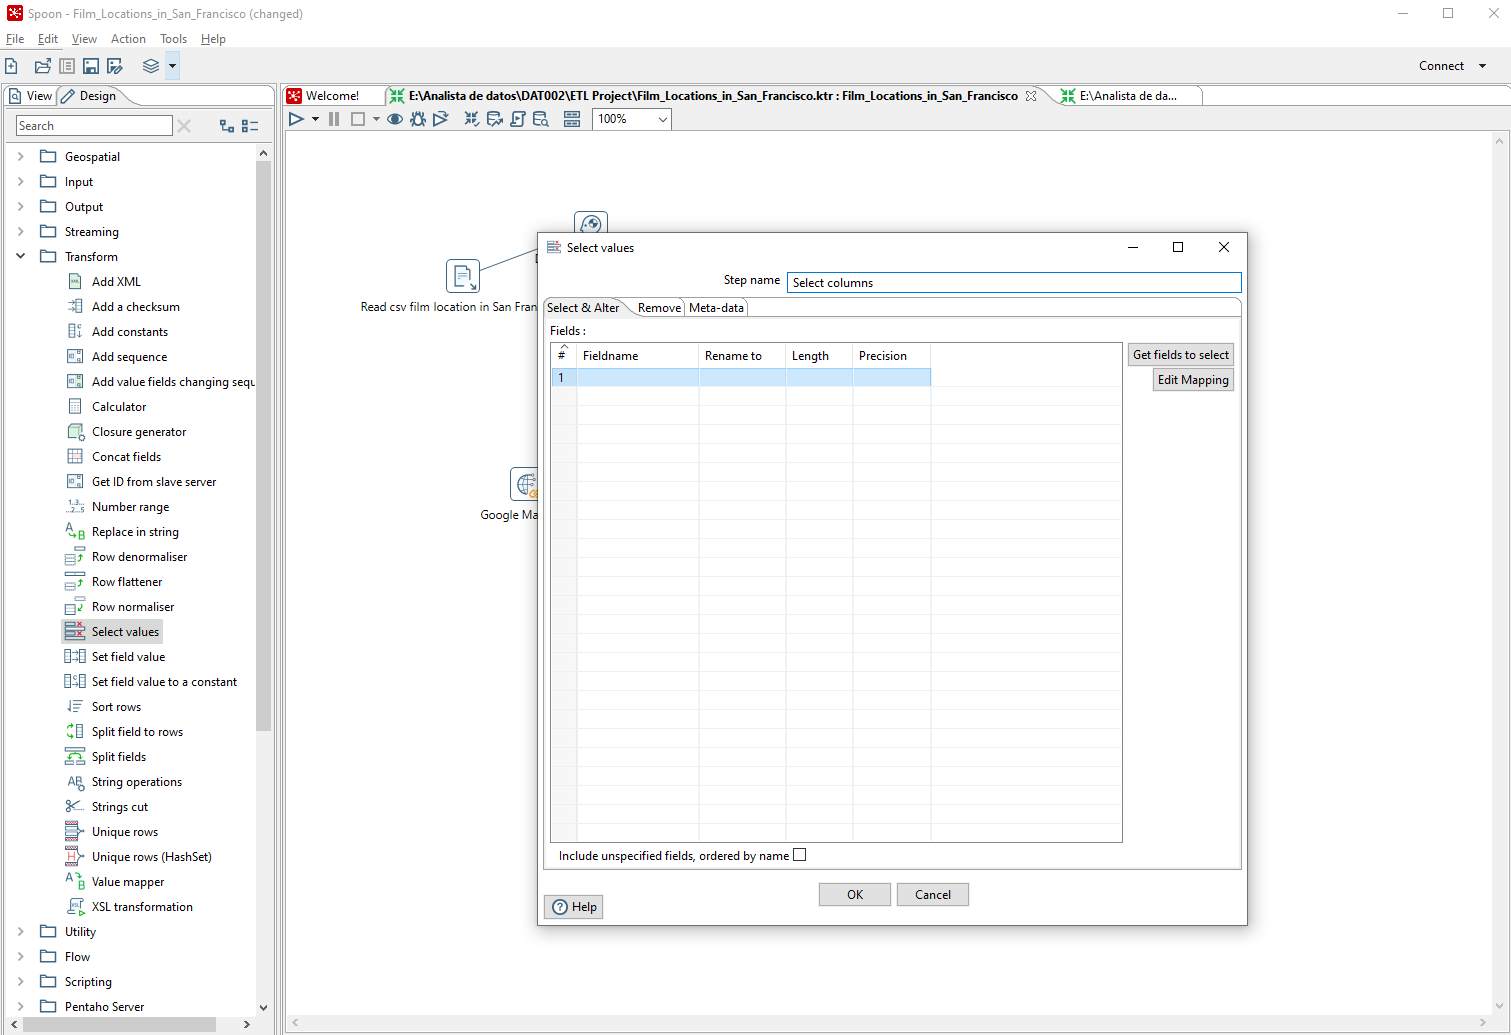 Spoon - Film_Locations_in_San_Francisco (changed)
File Edit View Action Tools Help
Connect
View Design
Welcome! E:\Analista de datos\DAT002\ETL Project\Film_Locations_in_San_Francisco.ktr : Film_Locations_in_San_Francisco E:\Analista de da...
Search
100%
Geospatial
Input
Output
Streaming
Transform
Add XML
Add a checksum
Add constants
Add sequence
Add value fields changing sequ
Calculator
Closure generator
Concat fields
Get ID from slave server
Number range
Replace in string
Row denormaliser
Row flattener
Row normaliser
Select values
Set field value
Set field value to a constant
Sort rows
Split field to rows
Split fields
String operations
Strings cut
Unique rows
Unique rows (HashSet)
Value mapper
XSL transformation
Utility
Flow
Scripting
Pentaho Server
Read csv film location in San Fran
Google Ma
Select values
Step name Select columns
Select & Alter Remove Meta-data
Fields :
# Fieldname Rename to Length Precision
1
Get fields to select
Edit Mapping
Include unspecified fields, ordered by name
OK Cancel
Help